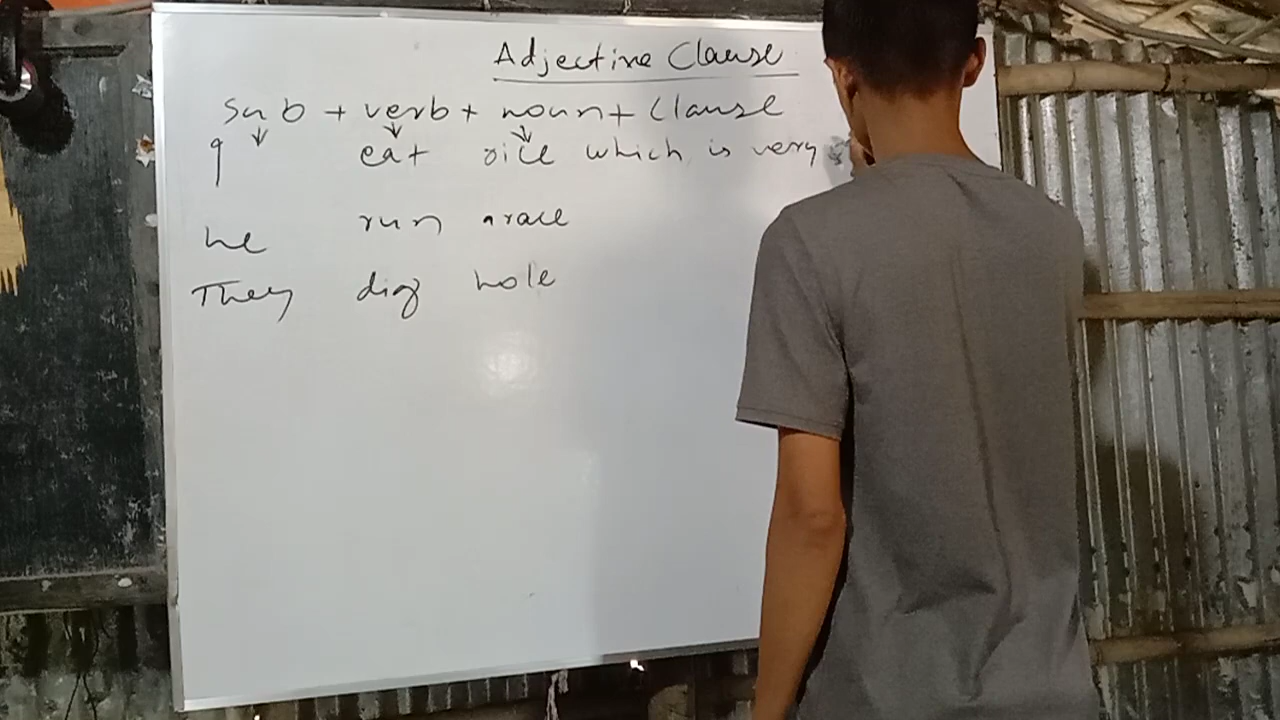 Adjective Clause
Sub + verb + noun + Clause
I eat rice which is very
he run a race
They dig hole